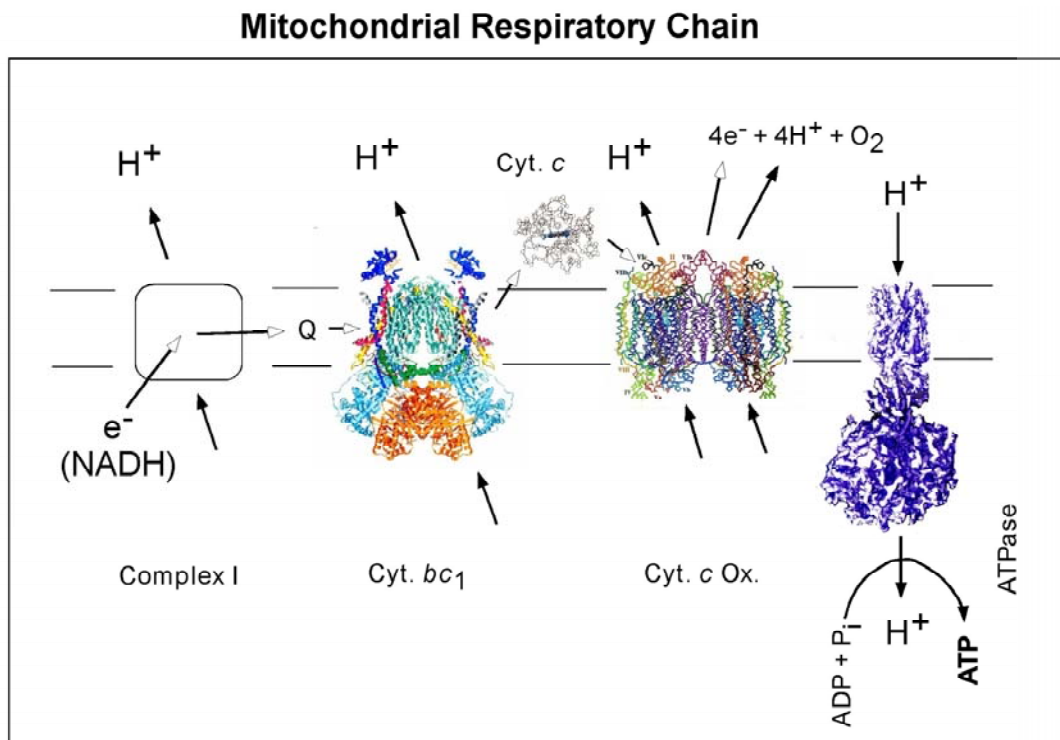 Mitochondrial Respiratory Chain
H⁺
H⁺
Cyt. c
H⁺
4e⁻ + 4H⁺ + O₂
H⁺
Q
e⁻
(NADH)
Complex I
Cyt. bc₁
Cyt. c Ox.
ADP + Pᵢ
H⁺
ATP
ATPase